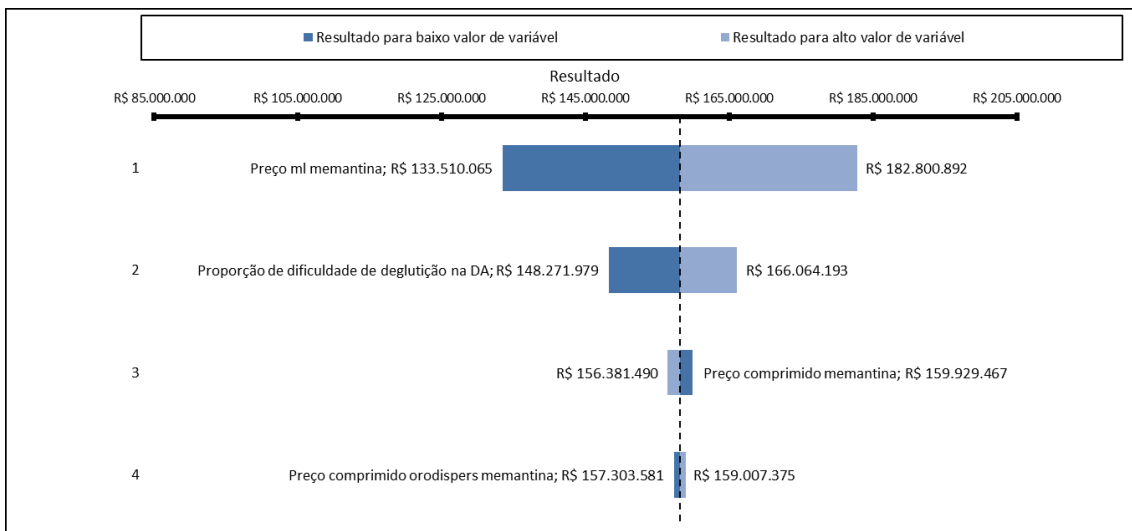 Resultado para baixo valor de variável Resultado para alto valor de variável
Resultado
R$ 85.000.000 R$ 105.000.000 R$ 125.000.000 R$ 145.000.000 R$ 165.000.000 R$ 185.000.000 R$ 205.000.000
1 Preço ml memantina; R$ 133.510.065 R$ 182.800.892
2 Proporção de dificuldade de deglutição na DA; R$ 148.271.979 R$ 166.064.193
3 R$ 156.381.490 Preço comprimido memantina; R$ 159.929.467
4 Preço comprimido orodispers memantina; R$ 157.303.581 R$ 159.007.375